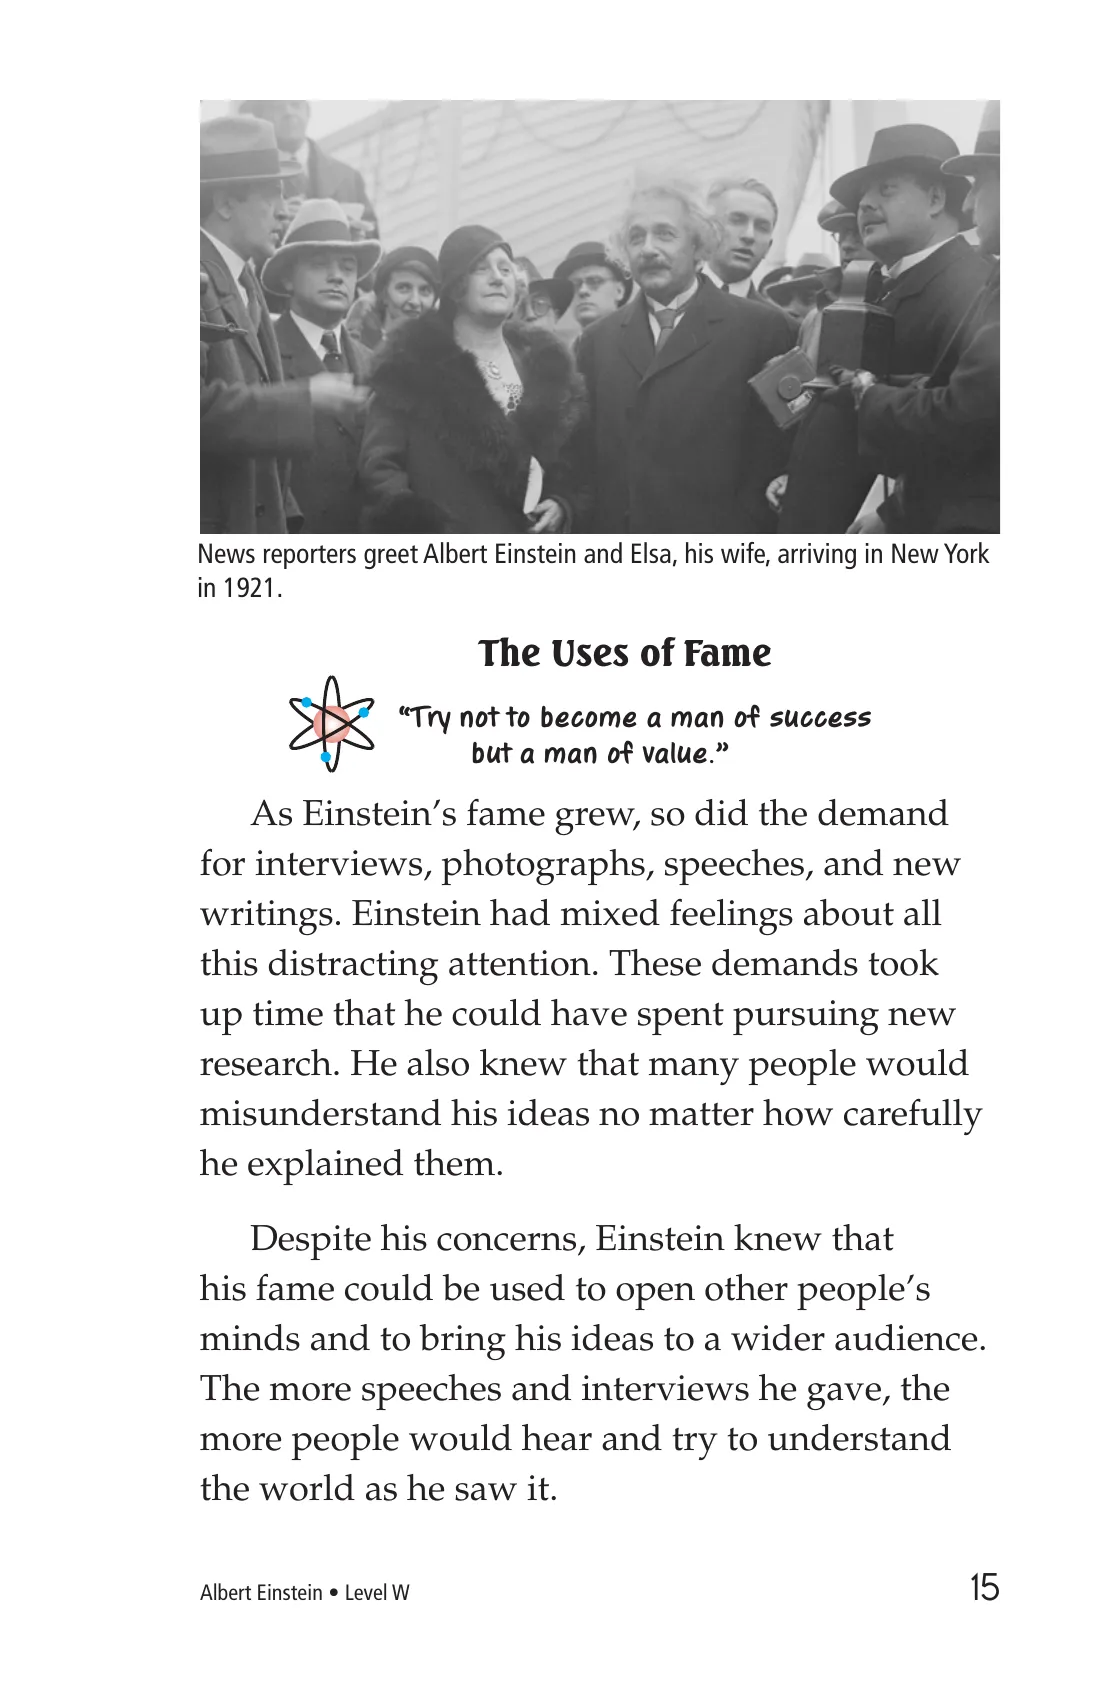 News reporters greet Albert Einstein and Elsa, his wife, arriving in New York
in 1921.
The Uses of Fame
“Try not to become a man of success
but a man of value.”
As Einstein’s fame grew, so did the demand
for interviews, photographs, speeches, and new
writings. Einstein had mixed feelings about all
this distracting attention. These demands took
up time that he could have spent pursuing new
research. He also knew that many people would
misunderstand his ideas no matter how carefully
he explained them.
Despite his concerns, Einstein knew that
his fame could be used to open other people’s
minds and to bring his ideas to a wider audience.
The more speeches and interviews he gave, the
more people would hear and try to understand
the world as he saw it.
Albert Einstein • Level W
15